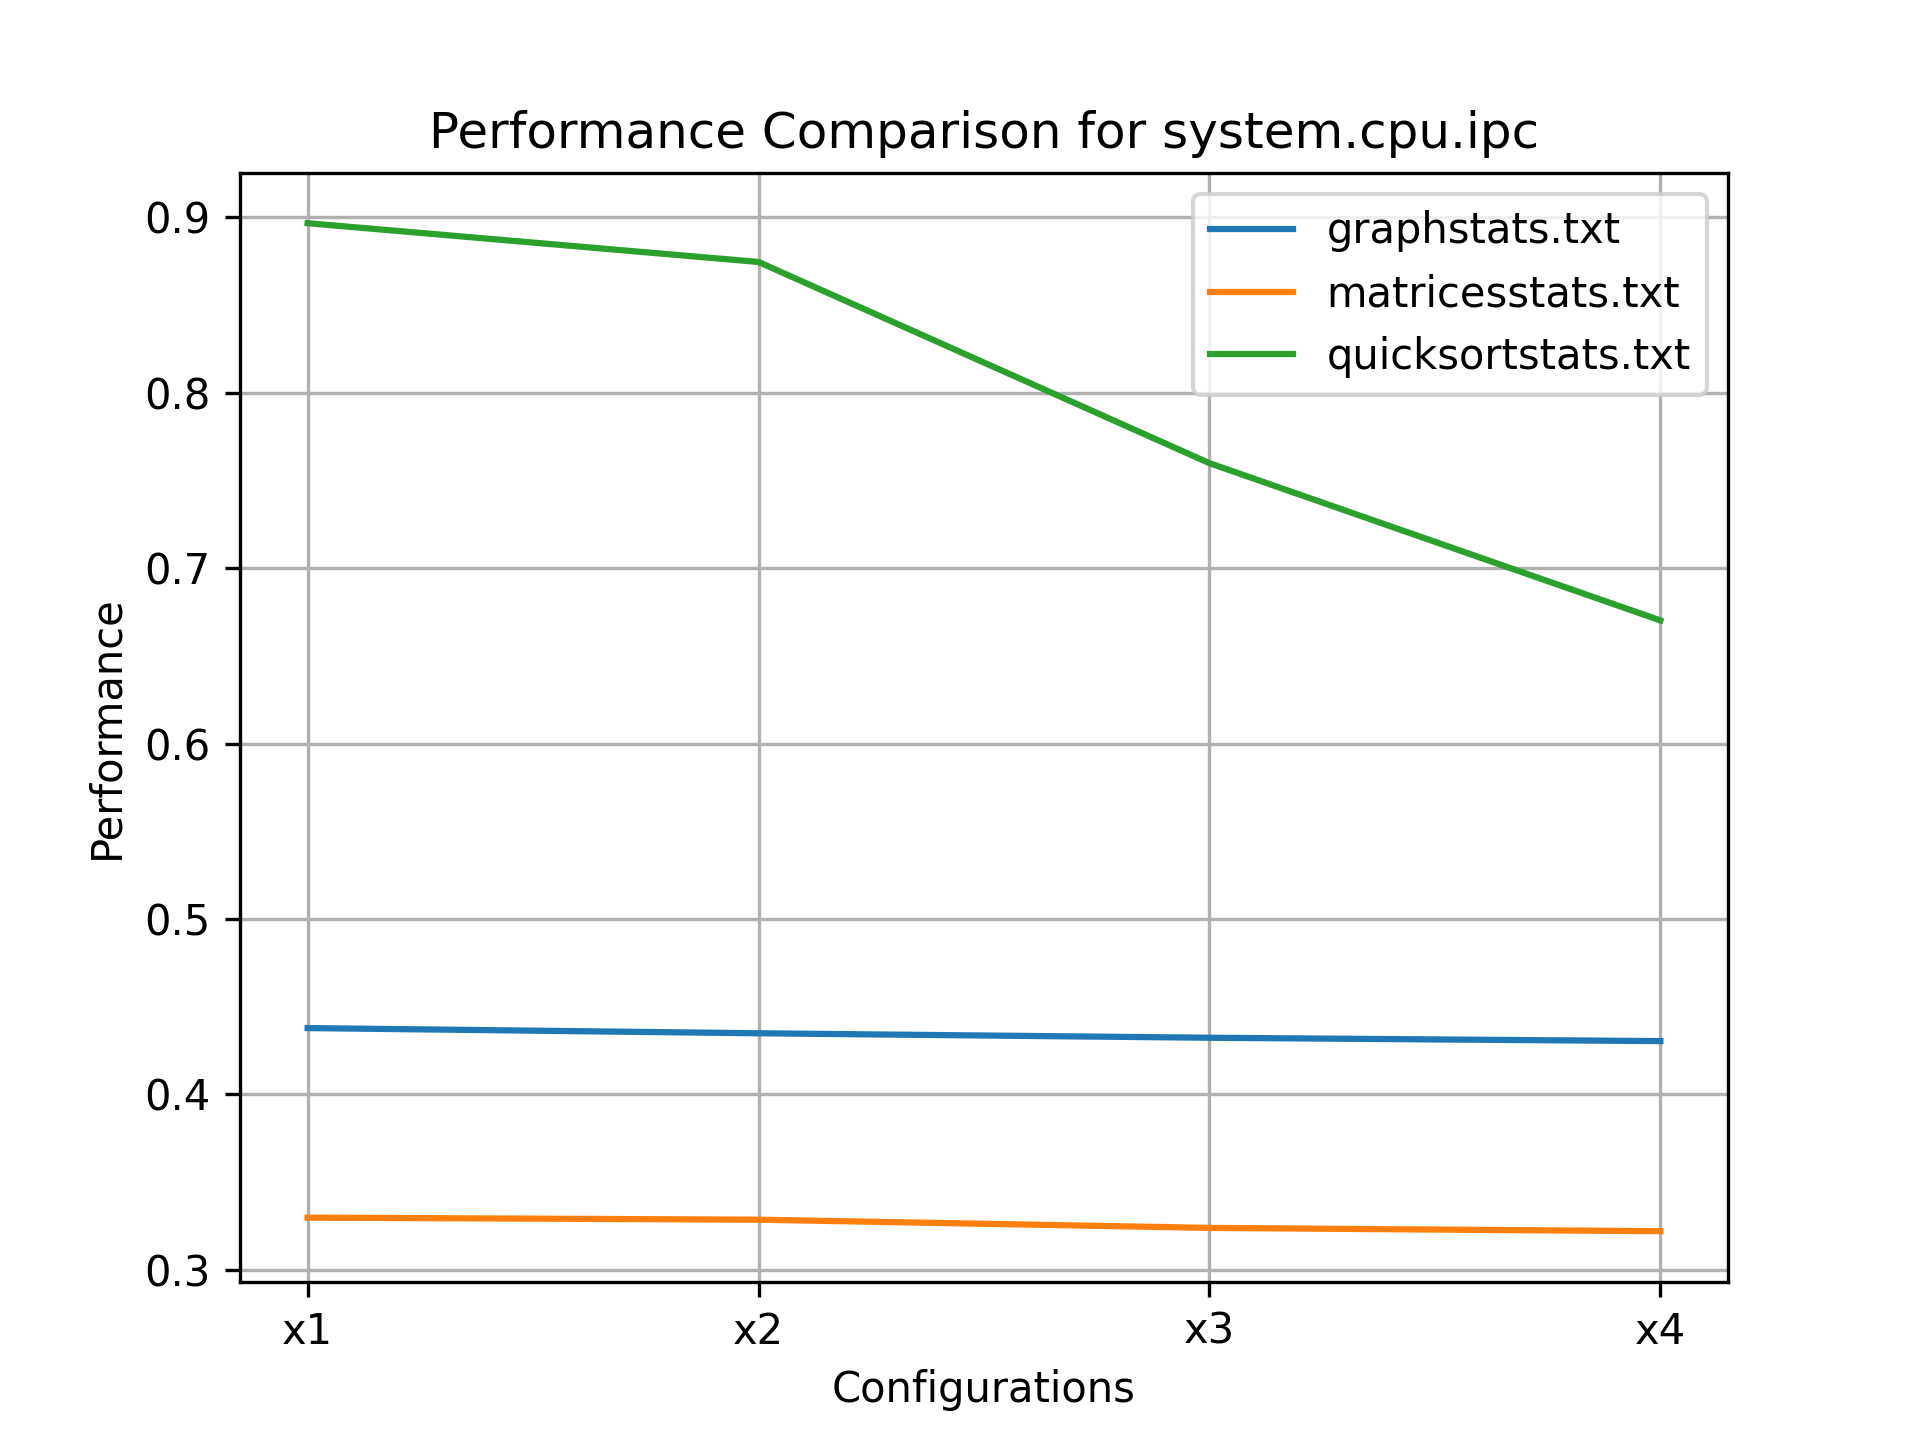 Performance Comparison for system.cpu.ipc
graphstats.txt
matricesstats.txt
quicksortstats.txt
0.9
0.8
0.7
0.6
0.5
0.4
0.3
Performance
x1 x2 x3 x4
Configurations